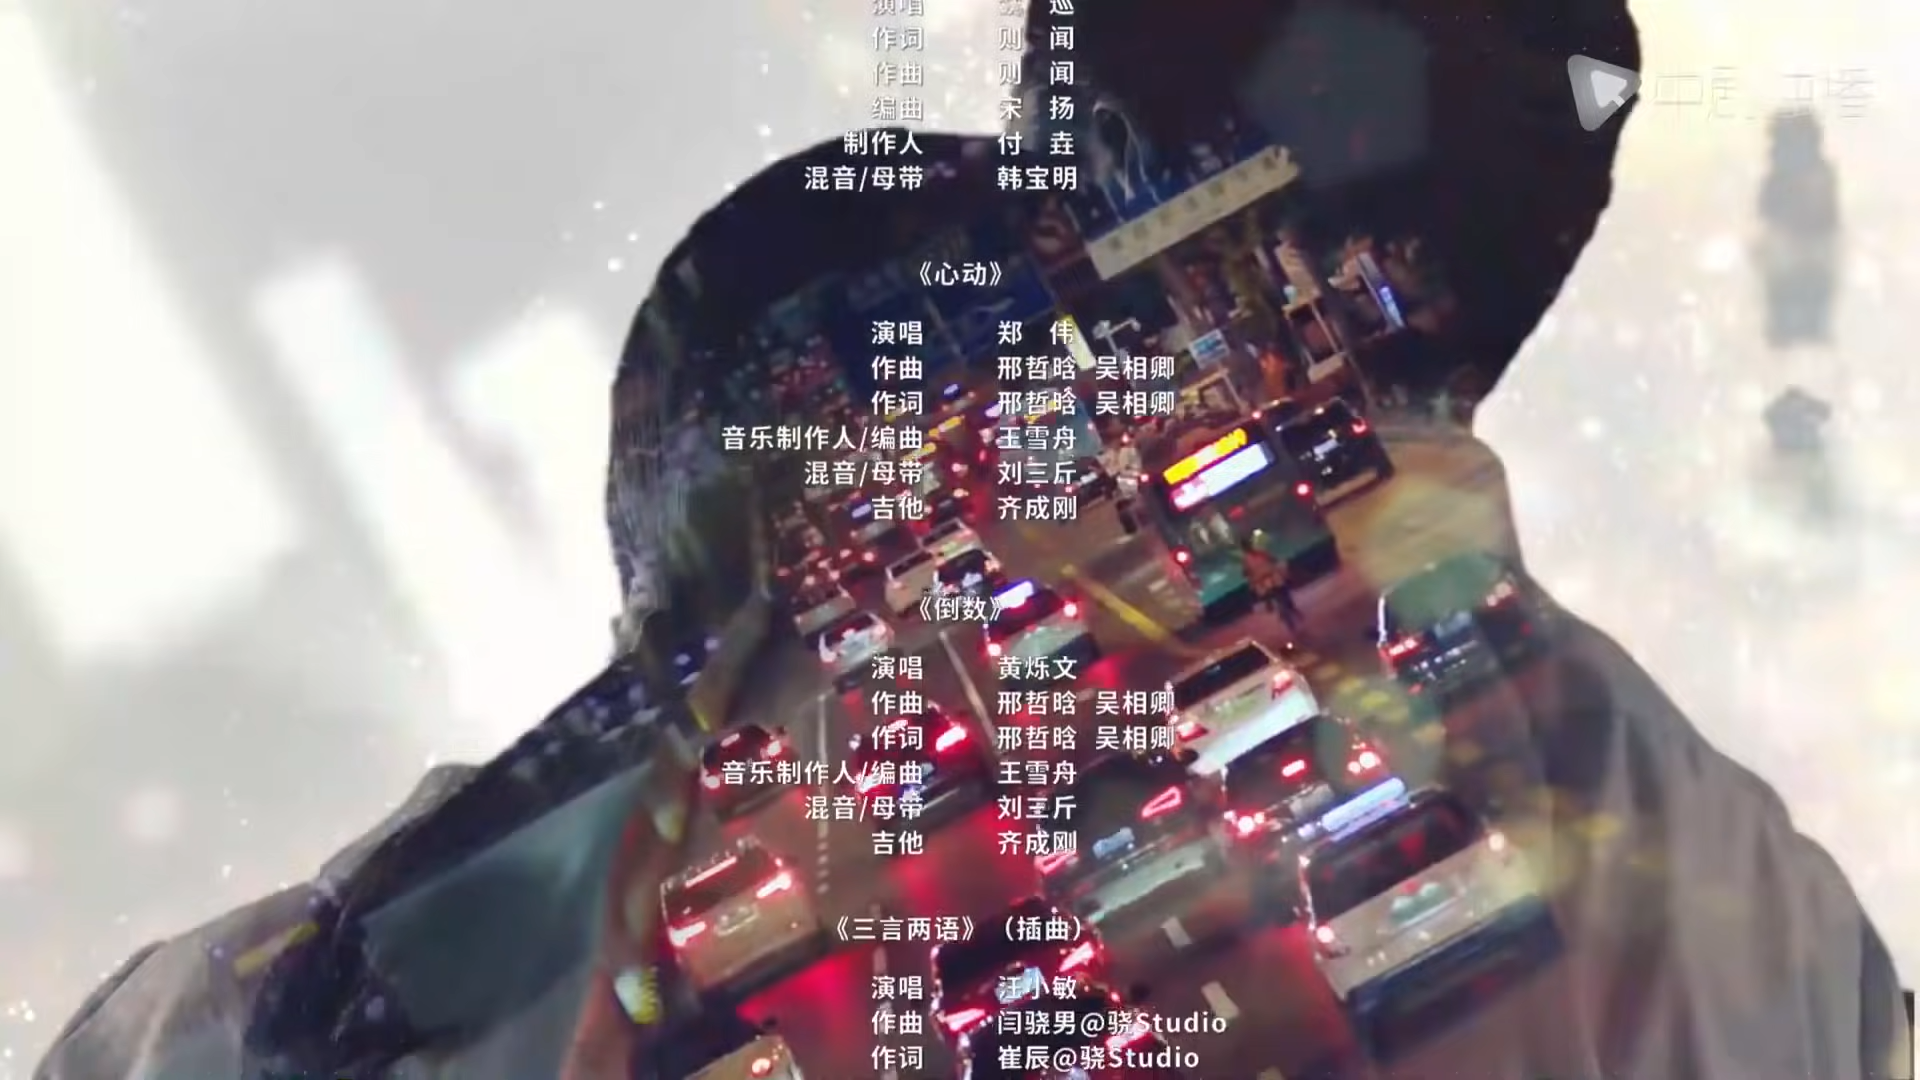 演唱 魏 巡
作词 则 闻
作曲 则 闻
编曲 宋 扬
制作人 付 垚
混音/母带 韩宝明
《心动》
演唱 郑 伟
作曲 邢哲晗 吴相卿
作词 邢哲晗 吴相卿
音乐制作人/编曲 王雪舟
混音/母带 刘三斤
吉他 齐成刚
《倒数》
演唱 黄烁文
作曲 邢哲晗 吴相卿
作词 邢哲晗 吴相卿
音乐制作人/编曲 王雪舟
混音/母带 刘三斤
吉他 齐成刚
《三言两语》（插曲）
演唱 汪小敏
作曲 闫骁男@骁Studio
作词 崔辰@骁Studio